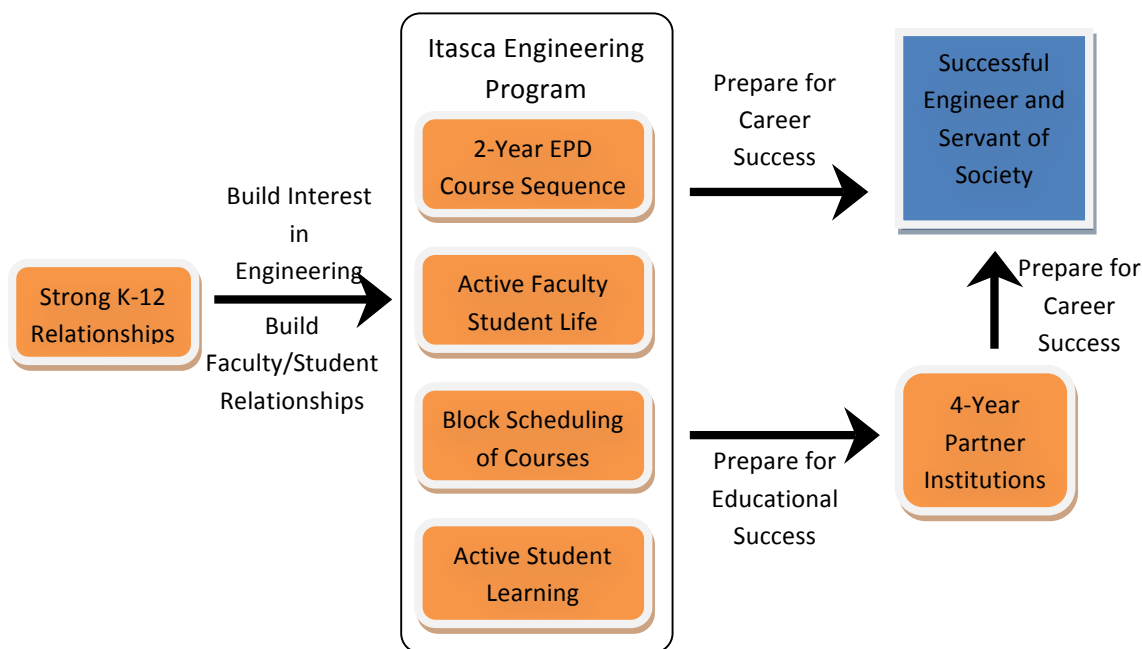 Strong K-12
Relationships
Build Interest
in
Engineering
Build
Faculty/Student
Relationships
Itasca Engineering
Program
2-Year EPD
Course Sequence
Active Faculty
Student Life
Block Scheduling
of Courses
Active Student
Learning
Prepare for
Career
Success
Successful
Engineer and
Servant of
Society
Prepare for
Educational
Success
4-Year
Partner
Institutions
Prepare for
Career
Success